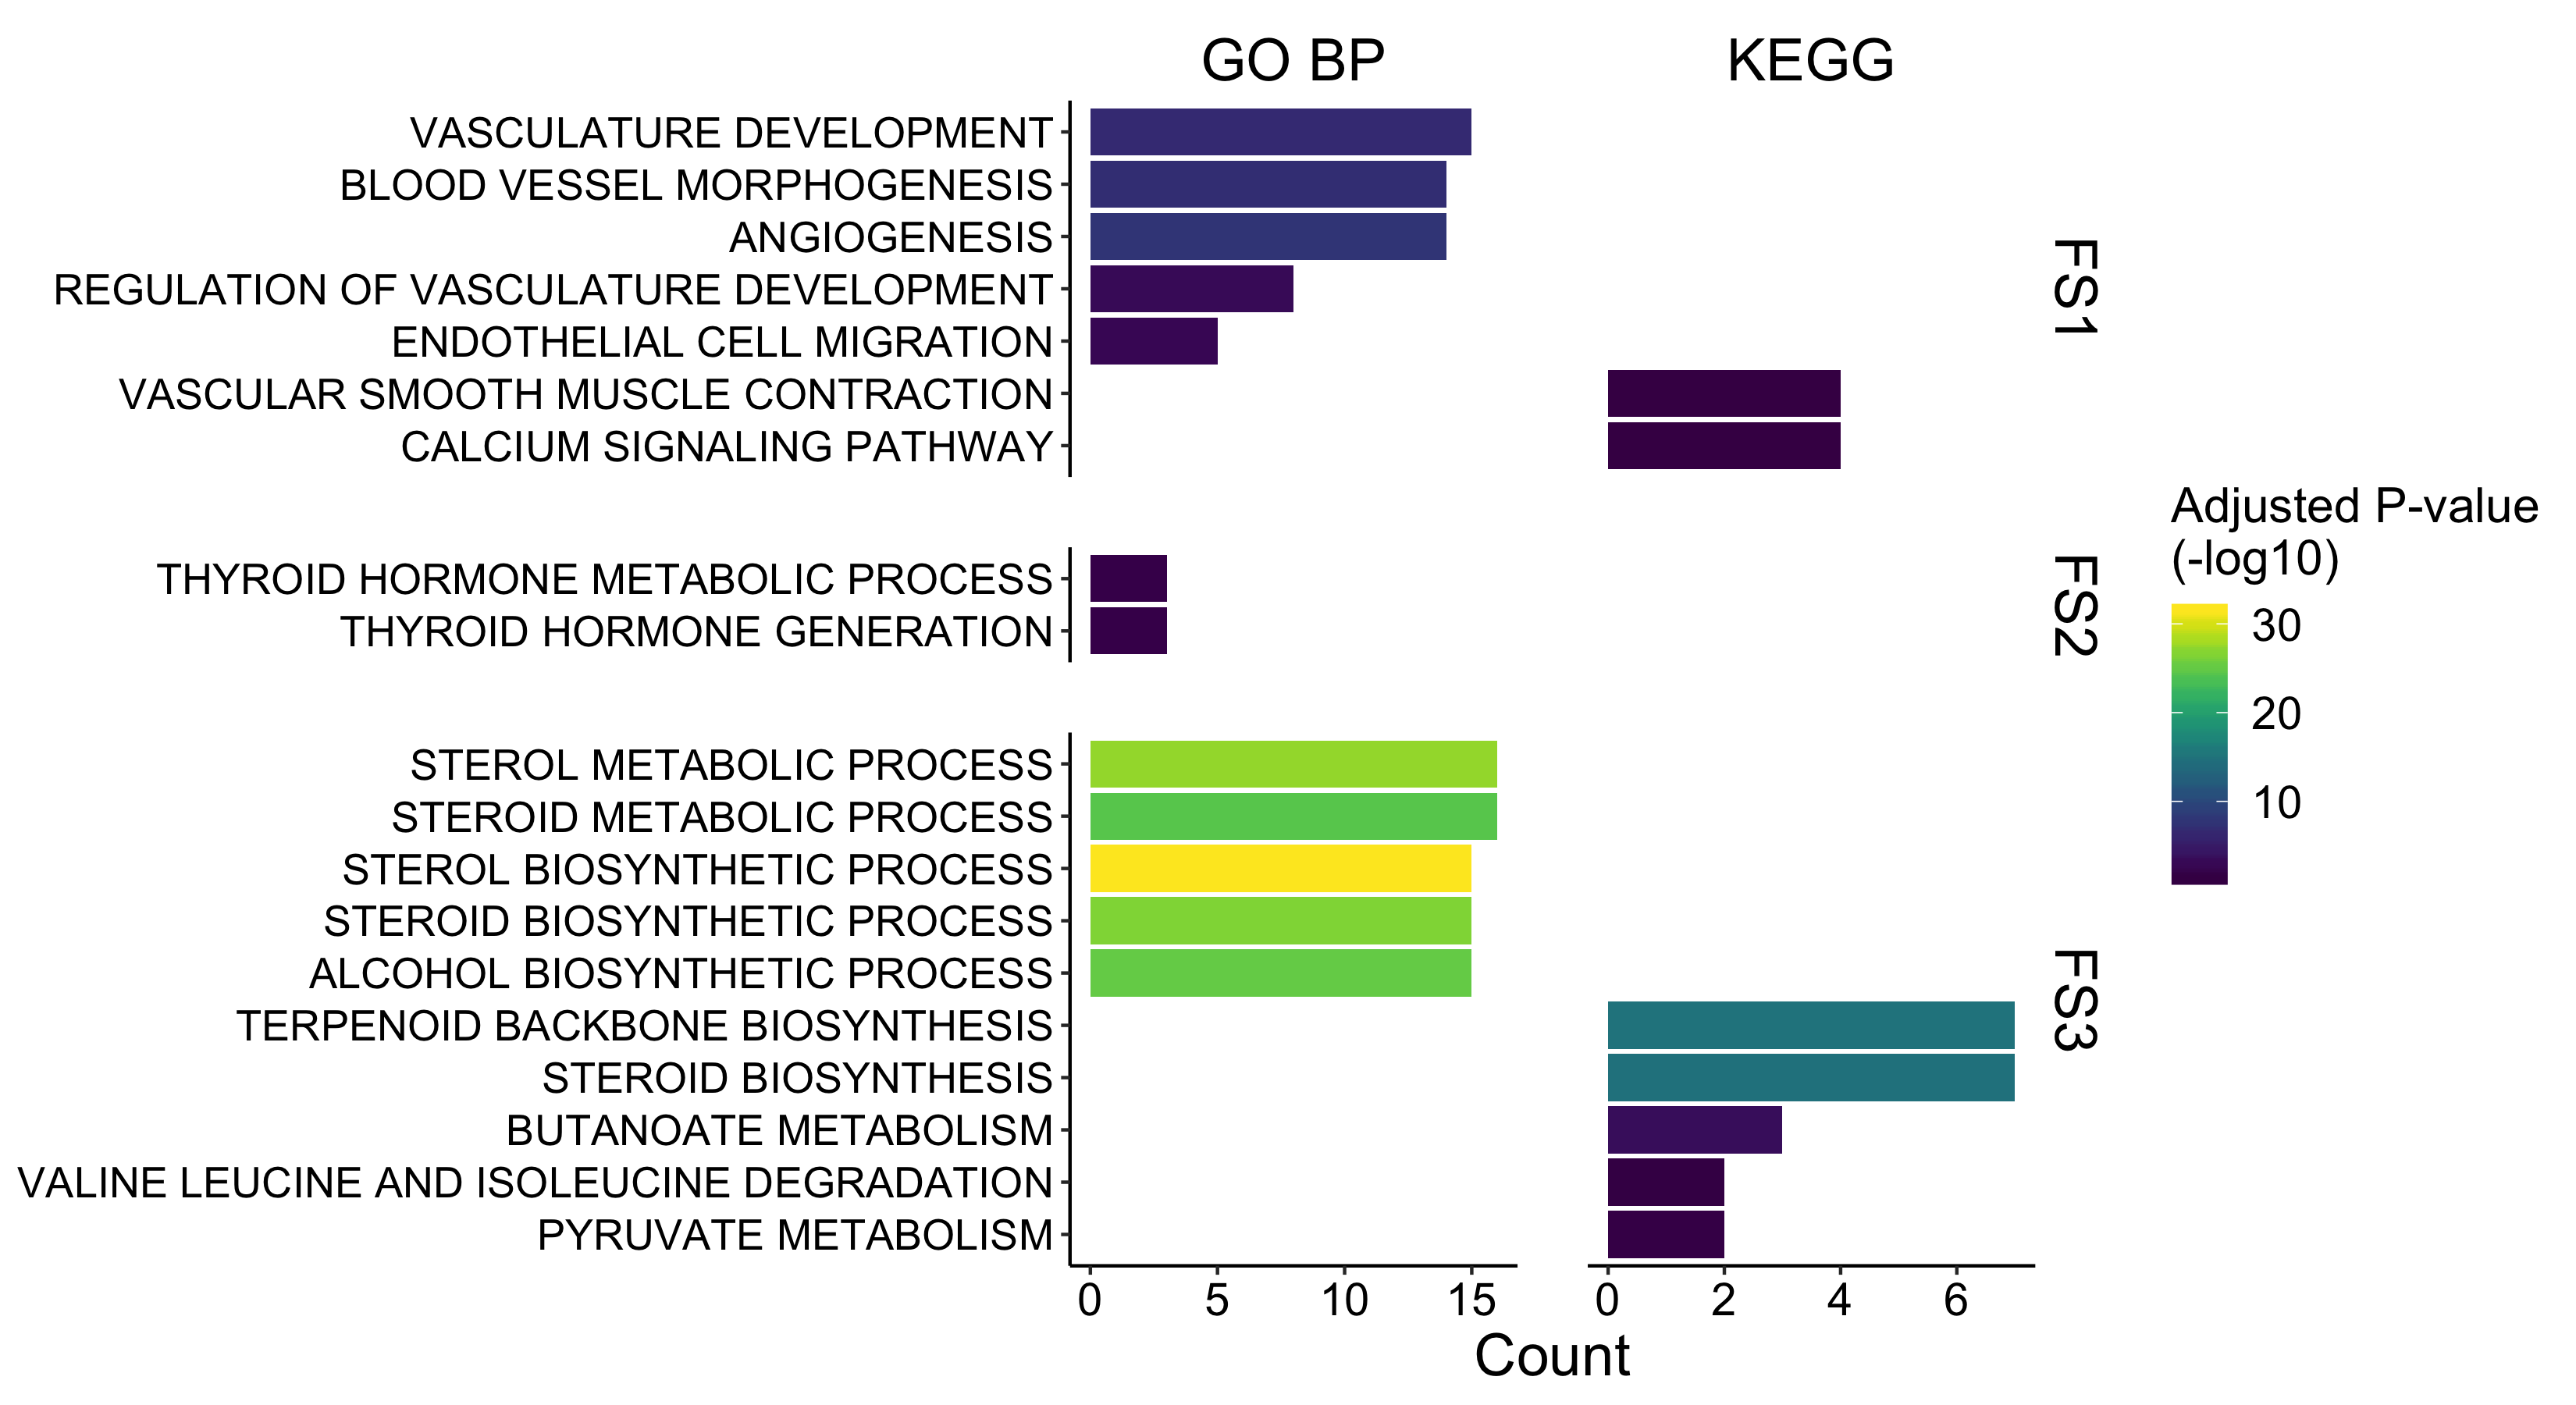 GO BP
KEGG
VASCULATURE DEVELOPMENT
BLOOD VESSEL MORPHOGENESIS
ANGIOGENESIS
REGULATION OF VASCULATURE DEVELOPMENT
ENDOTHELIAL CELL MIGRATION
VASCULAR SMOOTH MUSCLE CONTRACTION
CALCIUM SIGNALING PATHWAY
FS1
THYROID HORMONE METABOLIC PROCESS
THYROID HORMONE GENERATION
FS2
STEROL METABOLIC PROCESS
STEROID METABOLIC PROCESS
STEROL BIOSYNTHETIC PROCESS
STEROID BIOSYNTHETIC PROCESS
ALCOHOL BIOSYNTHETIC PROCESS
TERPENOID BACKBONE BIOSYNTHESIS
STEROID BIOSYNTHESIS
BUTANOATE METABOLISM
VALINE LEUCINE AND ISOLEUCINE DEGRADATION
PYRUVATE METABOLISM
FS3
0 5 10 15
0 2 4 6
Count
Adjusted P-value
(-log10)
30
20
10